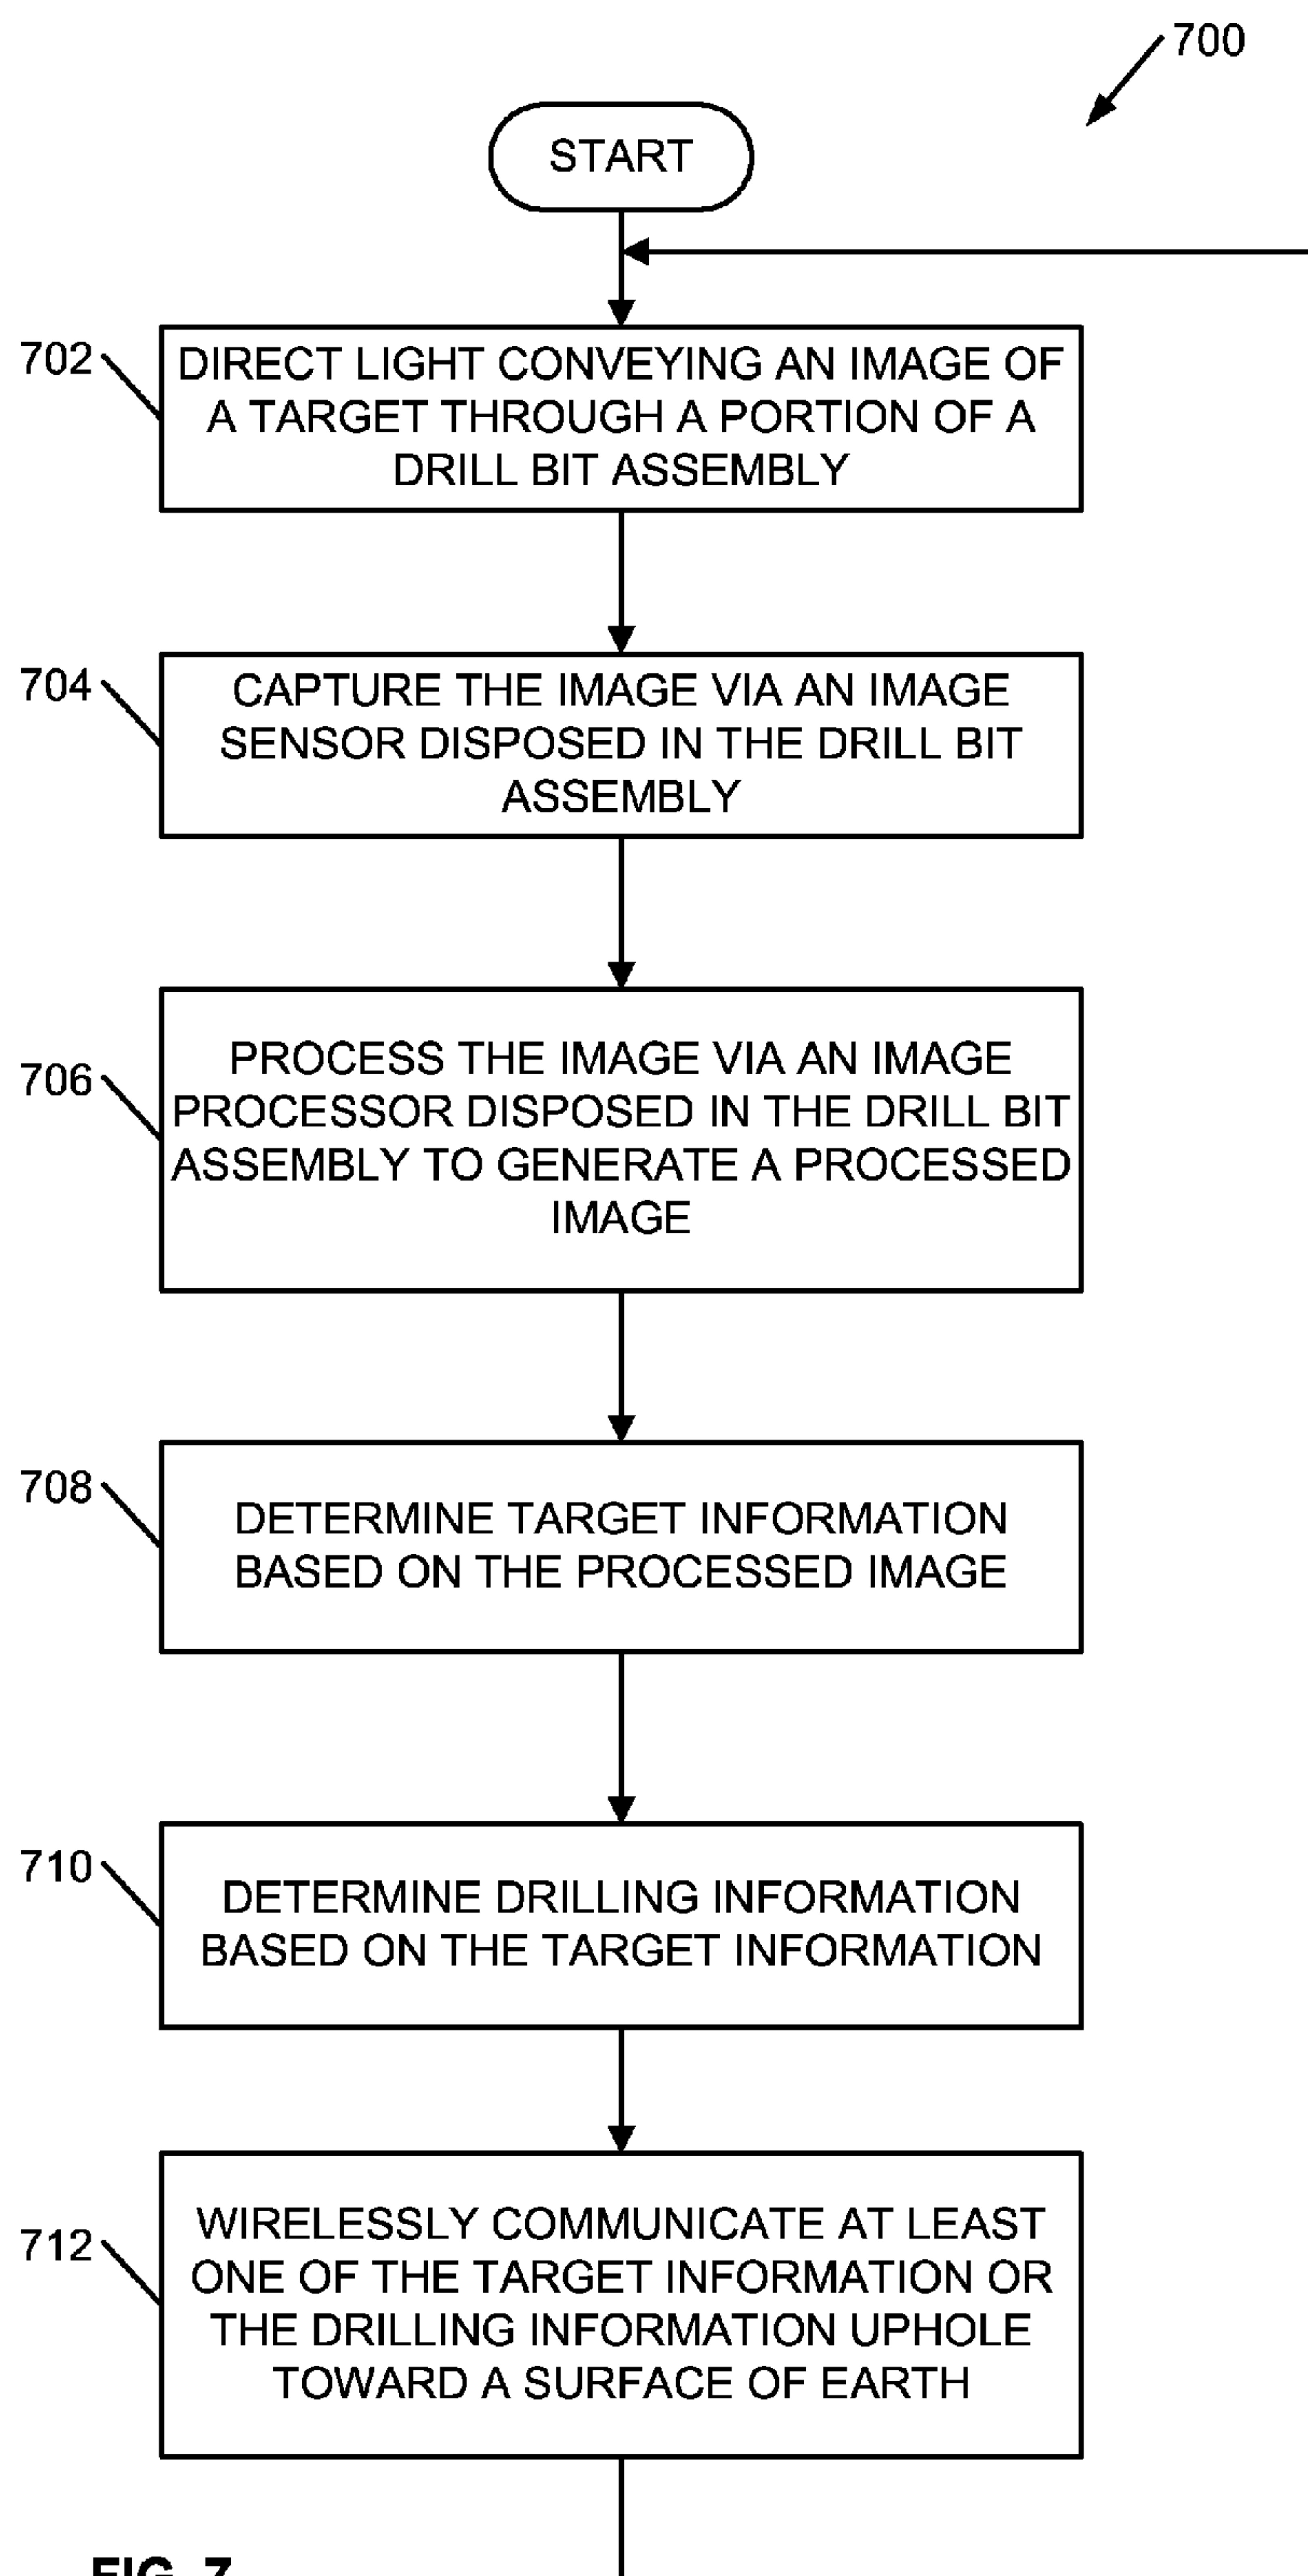 700
START
702
DIRECT LIGHT CONVEYING AN IMAGE OF
A TARGET THROUGH A PORTION OF A
DRILL BIT ASSEMBLY
704
CAPTURE THE IMAGE VIA AN IMAGE
SENSOR DISPOSED IN THE DRILL BIT
ASSEMBLY
706
PROCESS THE IMAGE VIA AN IMAGE
PROCESSOR DISPOSED IN THE DRILL BIT
ASSEMBLY TO GENERATE A PROCESSED
IMAGE
708
DETERMINE TARGET INFORMATION
BASED ON THE PROCESSED IMAGE
710
DETERMINE DRILLING INFORMATION
BASED ON THE TARGET INFORMATION
712
WIRELESSLY COMMUNICATE AT LEAST
ONE OF THE TARGET INFORMATION OR
THE DRILLING INFORMATION UPHOLE
TOWARD A SURFACE OF EARTH
FIG. 7